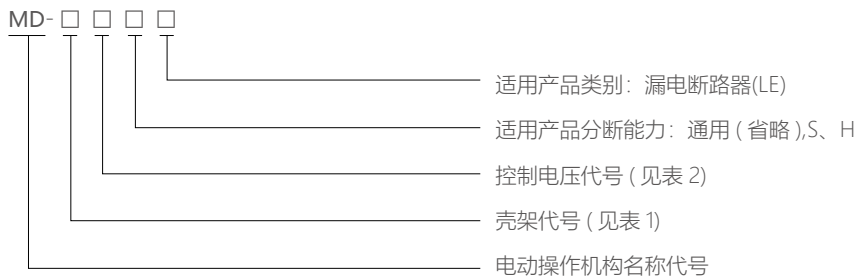 MD-□ □ □ □
适用产品类别：漏电断路器(LE)
适用产品分断能力：通用 ( 省略 ),S、H
控制电压代号 ( 见表 2)
壳架代号 ( 见表 1)
电动操作机构名称代号